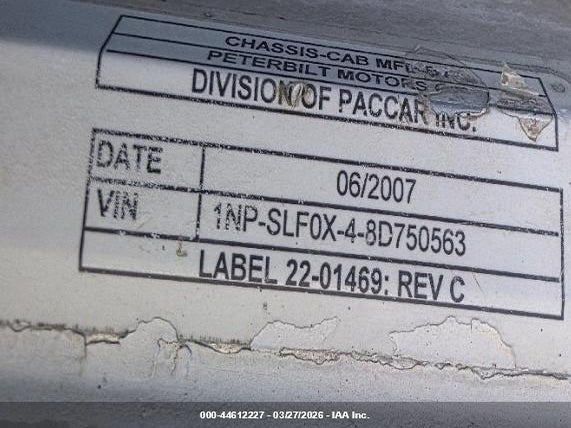 CHASSIS-CAB MFD BY
PETERBILT MOTORS
DIVISION OF PACCAR INC.
DATE 06/2007
VIN 1NP-SLF0X-4-8D750563
LABEL 22-01469: REV C
000-44612227 - 03/27/2026 - IAA Inc.